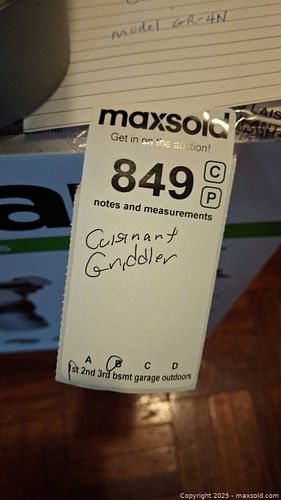 model GR-4N
maxsold
Get in on the auction!
849 C P
notes and measurements
Cuisinart
Griddler
A B C D
1st 2nd 3rd bsmt garage outdoors
Copyright 2025 - maxsold.com